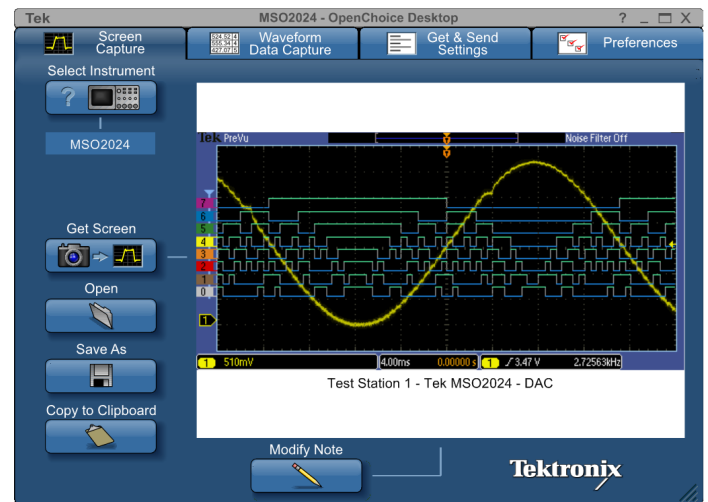 Tek
MSO2024 - OpenChoice Desktop
? _ X
Screen
Capture
Waveform
Data Capture
Get & Send
Settings
Preferences
Select Instrument
?
MSO2024
Get Screen
Open
Save As
Copy to Clipboard
Tek PreVu
Noise Filter Off
7
6
5
4
3
2
1
0
1
1 510mV
4.00ms 0.00000 s
1 3.47 V 2.72563kHz
Test Station 1 - Tek MSO2024 - DAC
Modify Note
Tektronix